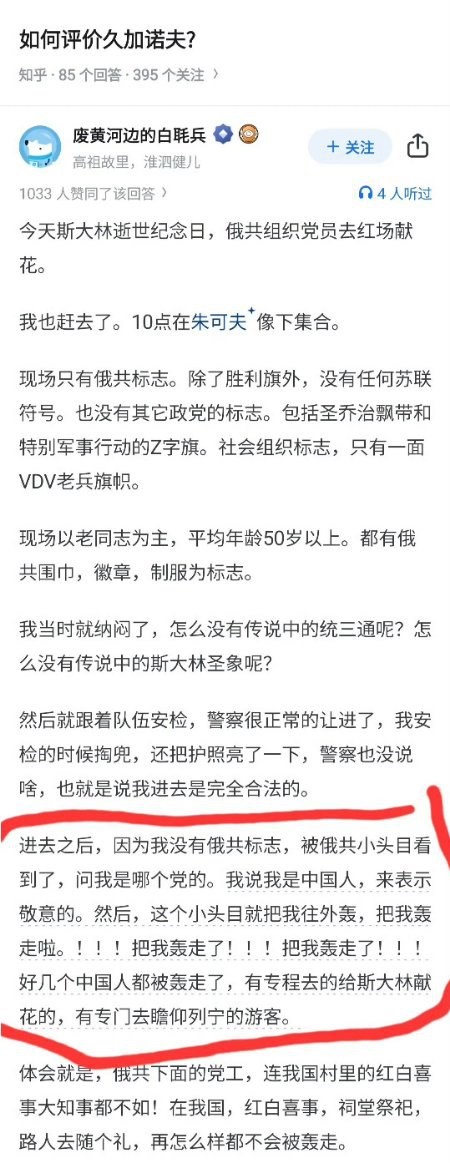 如何评价久加诺夫?
知乎 · 85 个回答 · 395 个关注 〉
废黄河边的白毦兵
高祖故里，淮泗健儿
+ 关注
1033 人赞同了该回答 〉
4 人听过
今天斯大林逝世纪念日，俄共组织党员去红场献
花。
我也赶去了。10点在朱可夫像下集合。
现场只有俄共标志。除了胜利旗外，没有任何苏联
符号。也没有其它政党的标志。包括圣乔治飘带和
特别军事行动的Z字旗。社会组织标志，只有一面
VDV老兵旗帜。
现场以老同志为主，平均年龄50岁以上。都有俄
共围巾，徽章，制服为标志。
我当时就纳闷了，怎么没有传说中的统三通呢？怎
么没有传说中的斯大林圣象呢？
然后就跟着队伍安检，警察很正常的让进了，我安
检的时候掏兜，还把护照亮了一下，警察也没说
啥，也就是说我进去是完全合法的。
进去之后，因为我没有俄共标志，被俄共小头目看
到了，问我是哪个党的。我说我是中国人，来表示
敬意的。然后，这个小头目就把我往外轰，把我轰
走啦。！！！把我轰走了！！！把我轰走了！！！
好几个中国人都被轰走了，有专程去的给斯大林献
花的，有专门去瞻仰列宁的游客。
体会就是，俄共下面的党工，连我国村里的红白喜
事大知事都不如！在我国，红白喜事，祠堂祭祀，
路人去随个礼，再怎么样都不会被轰走。